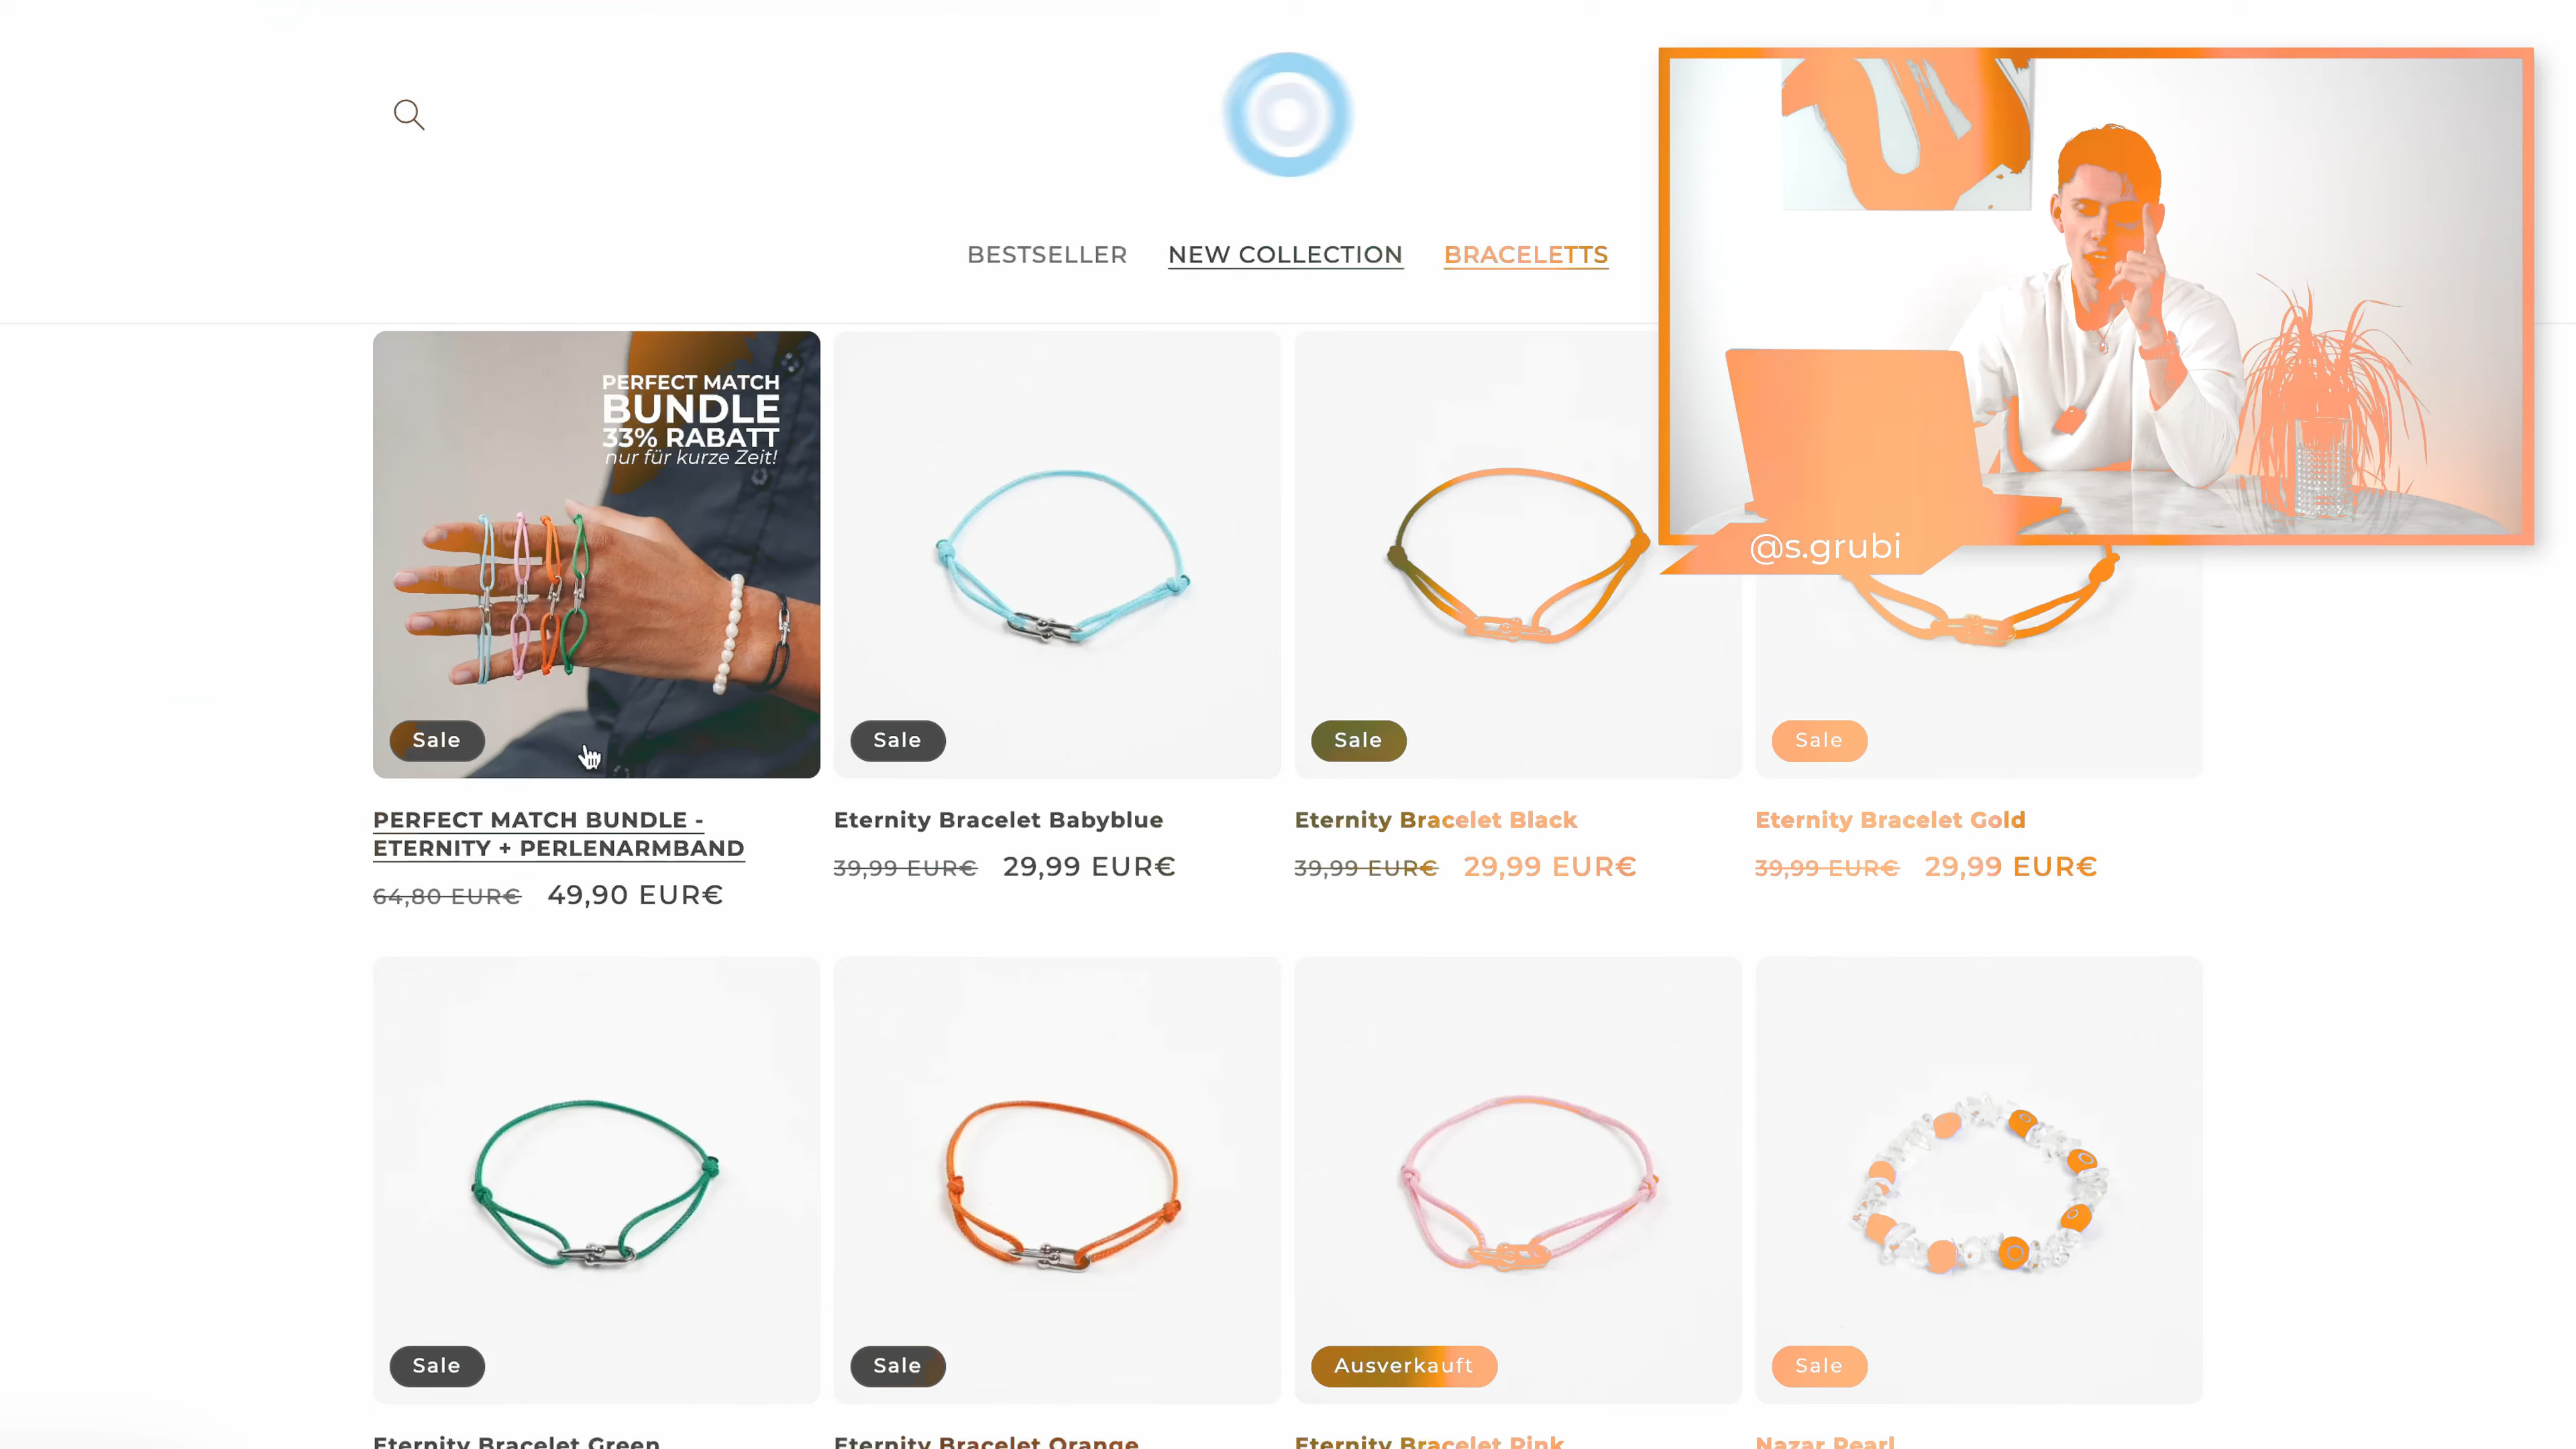 BESTSELLER NEW COLLECTION BRACELETTS
@s.grubi
PERFECT MATCH
BUNDLE
33% RABATT
nur für kurze Zeit!
Sale
Sale
Sale
Sale
PERFECT MATCH BUNDLE -
ETERNITY + PERLENARMBAND
64,80 EUR€ 49,90 EUR€
Eternity Bracelet Babyblue
39,99 EUR€ 29,99 EUR€
Eternity Bracelet Black
39,99 EUR€ 29,99 EUR€
Eternity Bracelet Gold
39,99 EUR€ 29,99 EUR€
Sale
Sale
Ausverkauft
Sale
Eternity Bracelet Green
Eternity Bracelet Orange
Eternity Bracelet Pink
Nazar Pearl